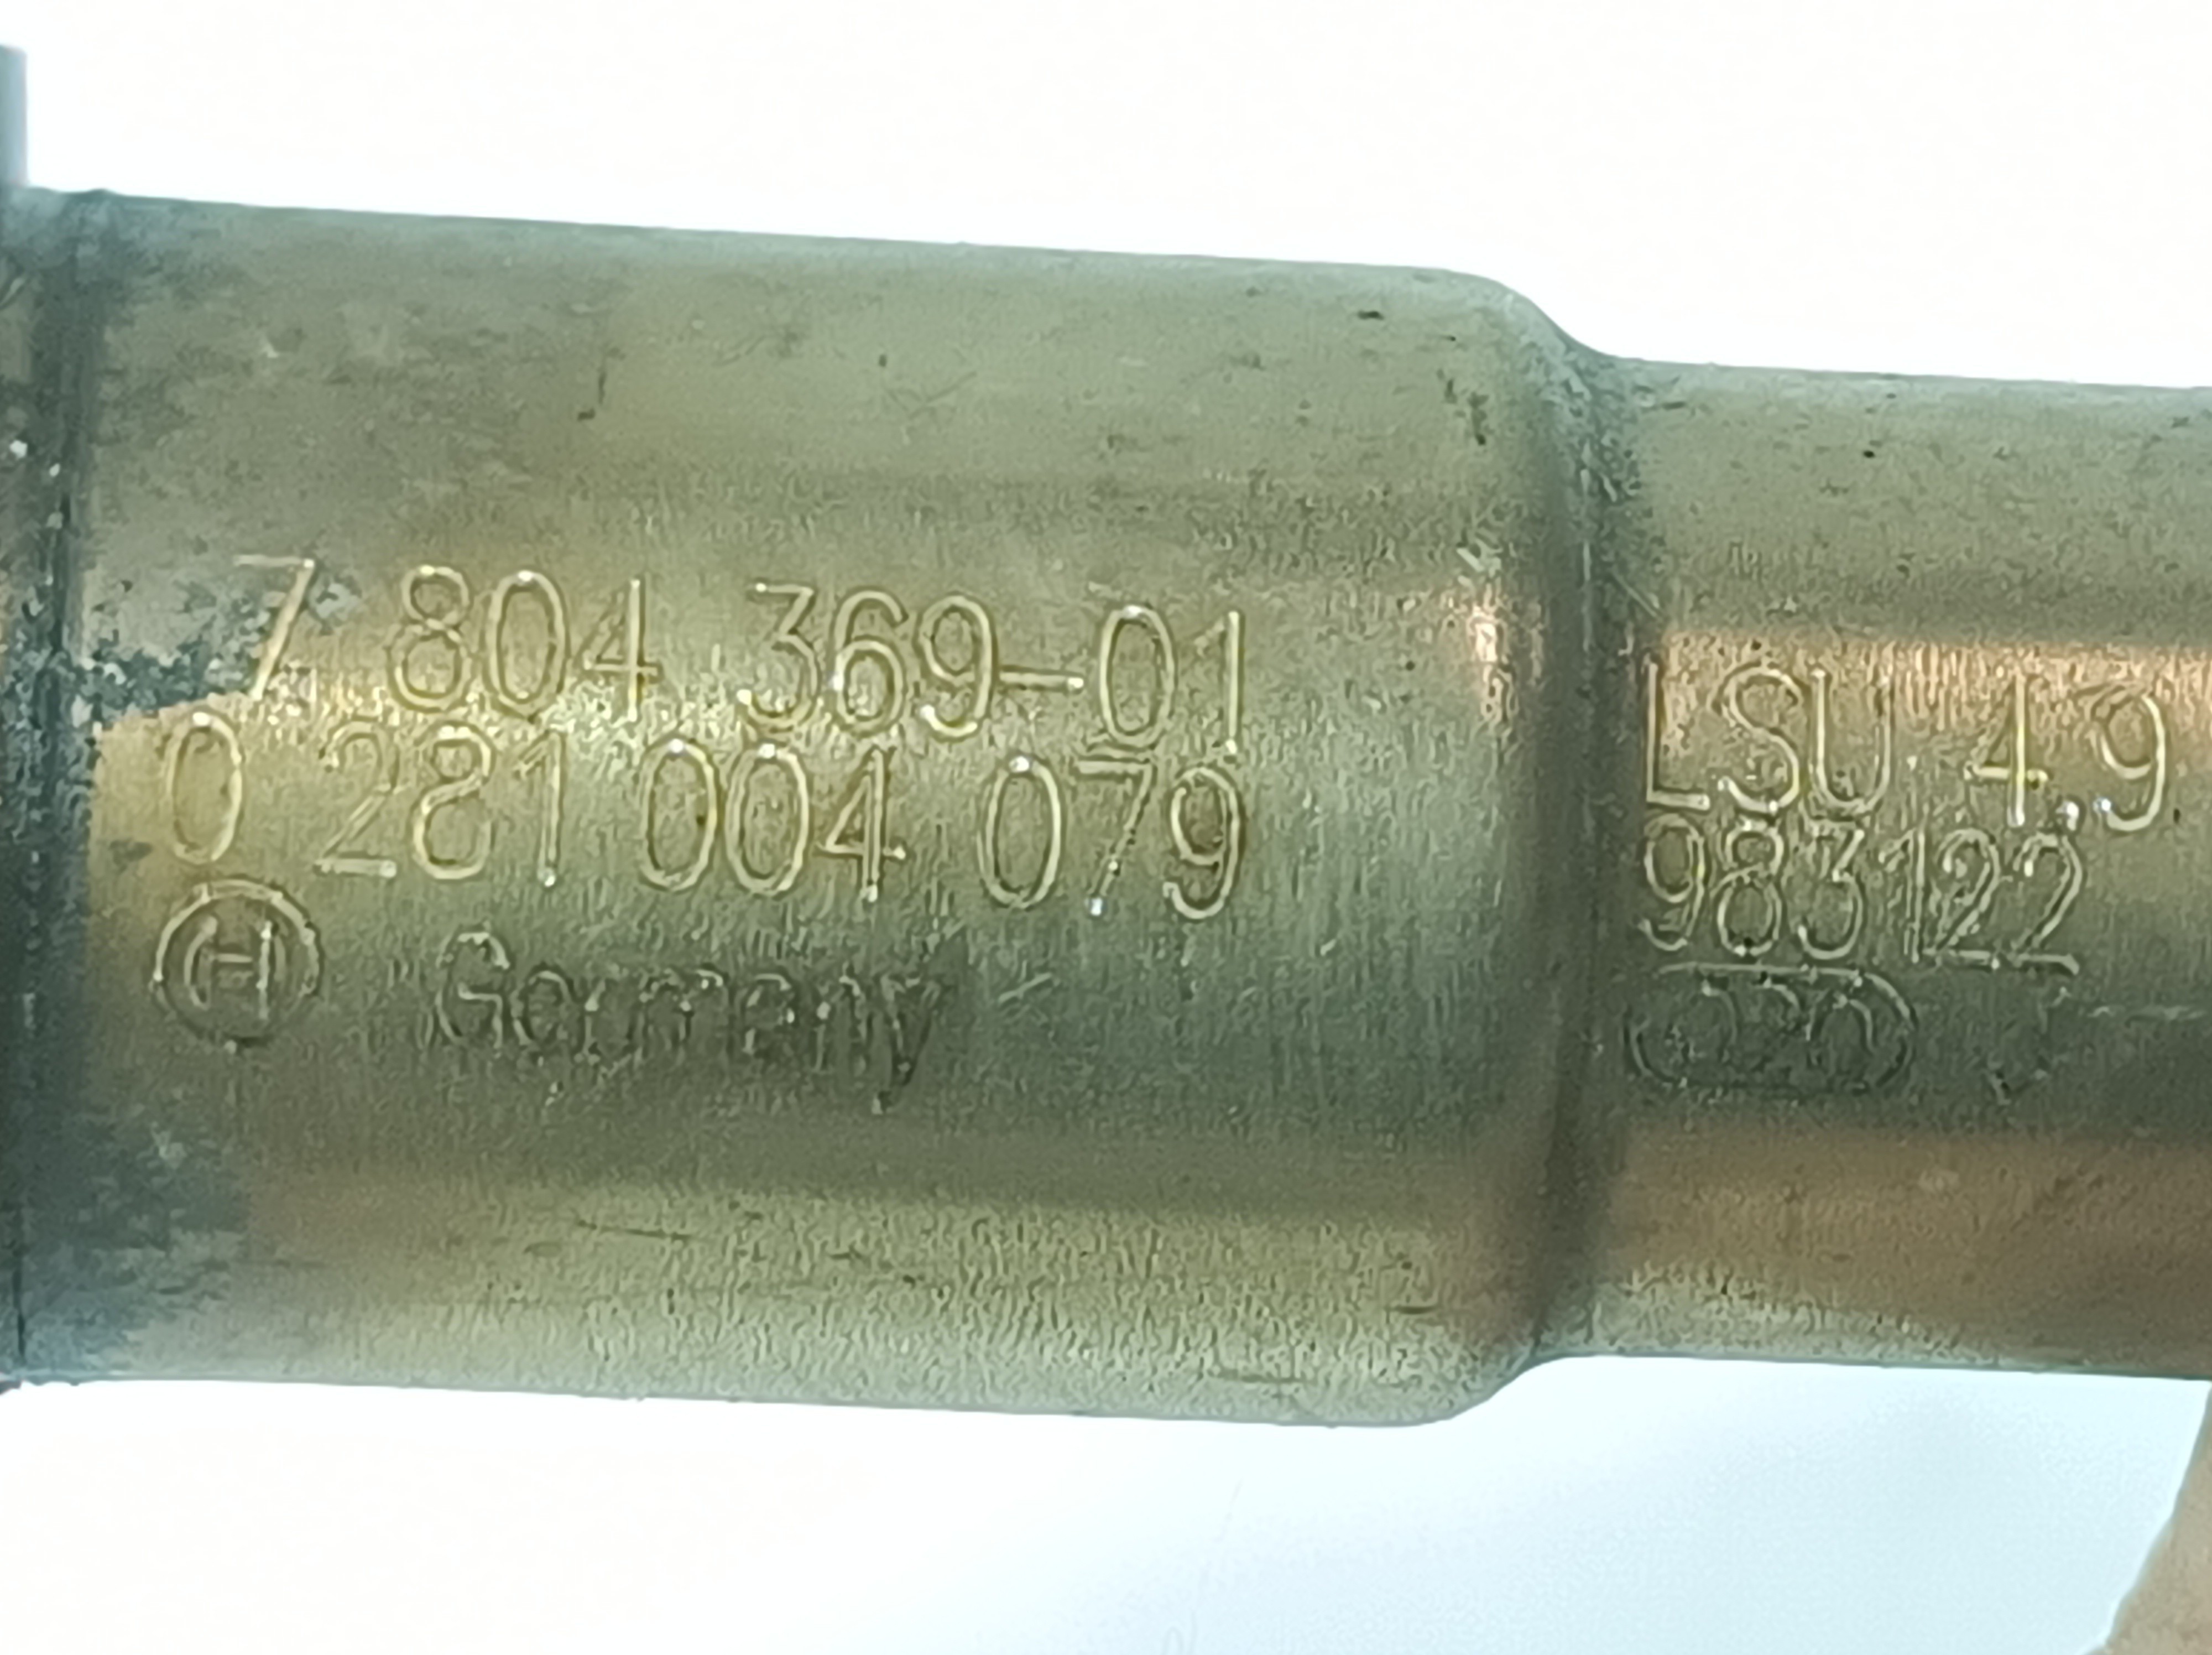 7 804 369-01
0 281 004 079
H Germany
LSU 4.9
983122